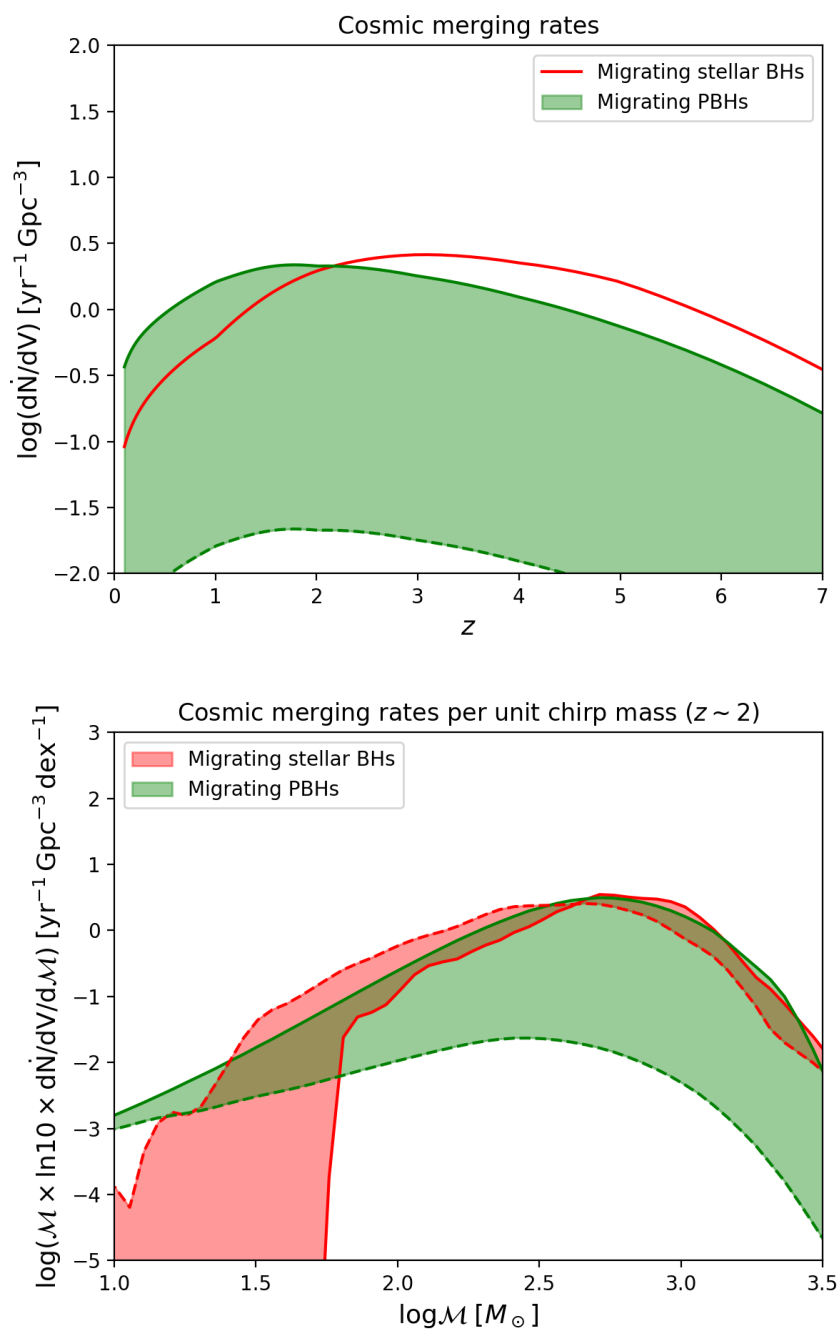 Cosmic merging rates
log(dṄ/dV) [yr⁻¹ Gpc⁻³]
2.0
1.5
1.0
0.5
0.0
−0.5
−1.0
−1.5
−2.0
Migrating stellar BHs
Migrating PBHs
0 1 2 3 4 5 6 7
z
Cosmic merging rates per unit chirp mass (z ∼ 2)
log(ℳ × ln10 × dṄ/dV/dℳ) [yr⁻¹ Gpc⁻³ dex⁻¹]
3
2
1
0
−1
−2
−3
−4
−5
Migrating stellar BHs
Migrating PBHs
1.0 1.5 2.0 2.5 3.0 3.5
logℳ [M⊙]